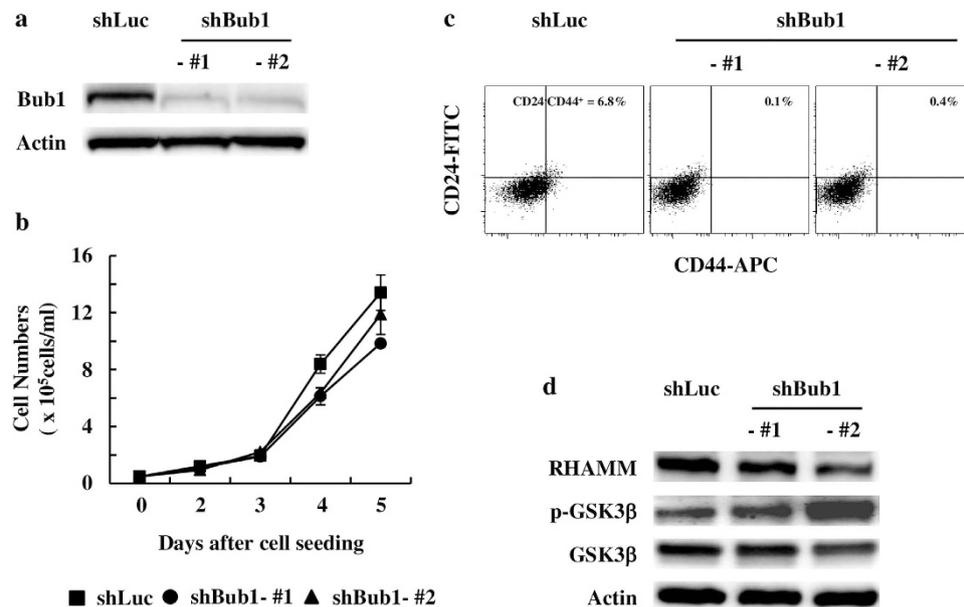 a
shLuc shBub1
- #1 - #2
Bub1
Actin
b
16
12
8
4
0
Cell Numbers
( x 10⁵cells/ml)
0 2 3 4 5
Days after cell seeding
shLuc shBub1- #1 shBub1- #2
c
shLuc shBub1
- #1 - #2
CD24⁻CD44⁺ = 6.8% 0.1% 0.4%
CD24-FITC
CD44-APC
d
shLuc shBub1
- #1 - #2
RHAMM
p-GSK3β
GSK3β
Actin